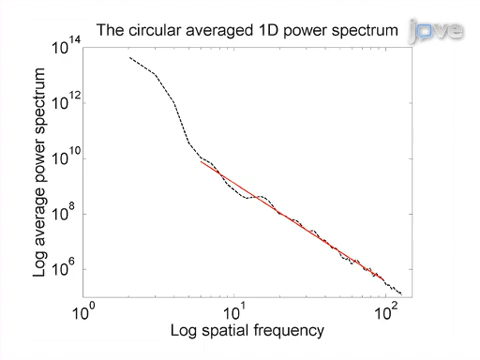 The circular averaged 1D power spectrum
jove
Log average power spectrum
10^14
10^12
10^10
10^8
10^6
10^0
10^1
10^2
Log spatial frequency